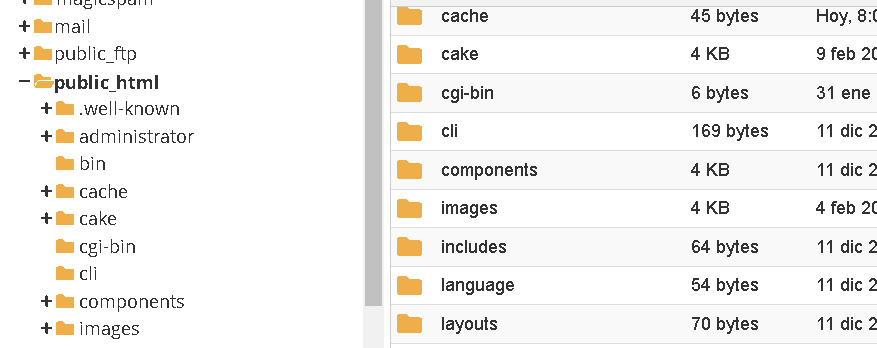 magicspam
mail
public_ftp
public_html
.well-known
administrator
bin
cache
cake
cgi-bin
cli
components
images
cache 45 bytes Hoy, 8:0
cake 4 KB 9 feb 20
cgi-bin 6 bytes 31 ene
cli 169 bytes 11 dic 2
components 4 KB 11 dic 2
images 4 KB 4 feb 20
includes 64 bytes 11 dic 2
language 54 bytes 11 dic 2
layouts 70 bytes 11 dic 2